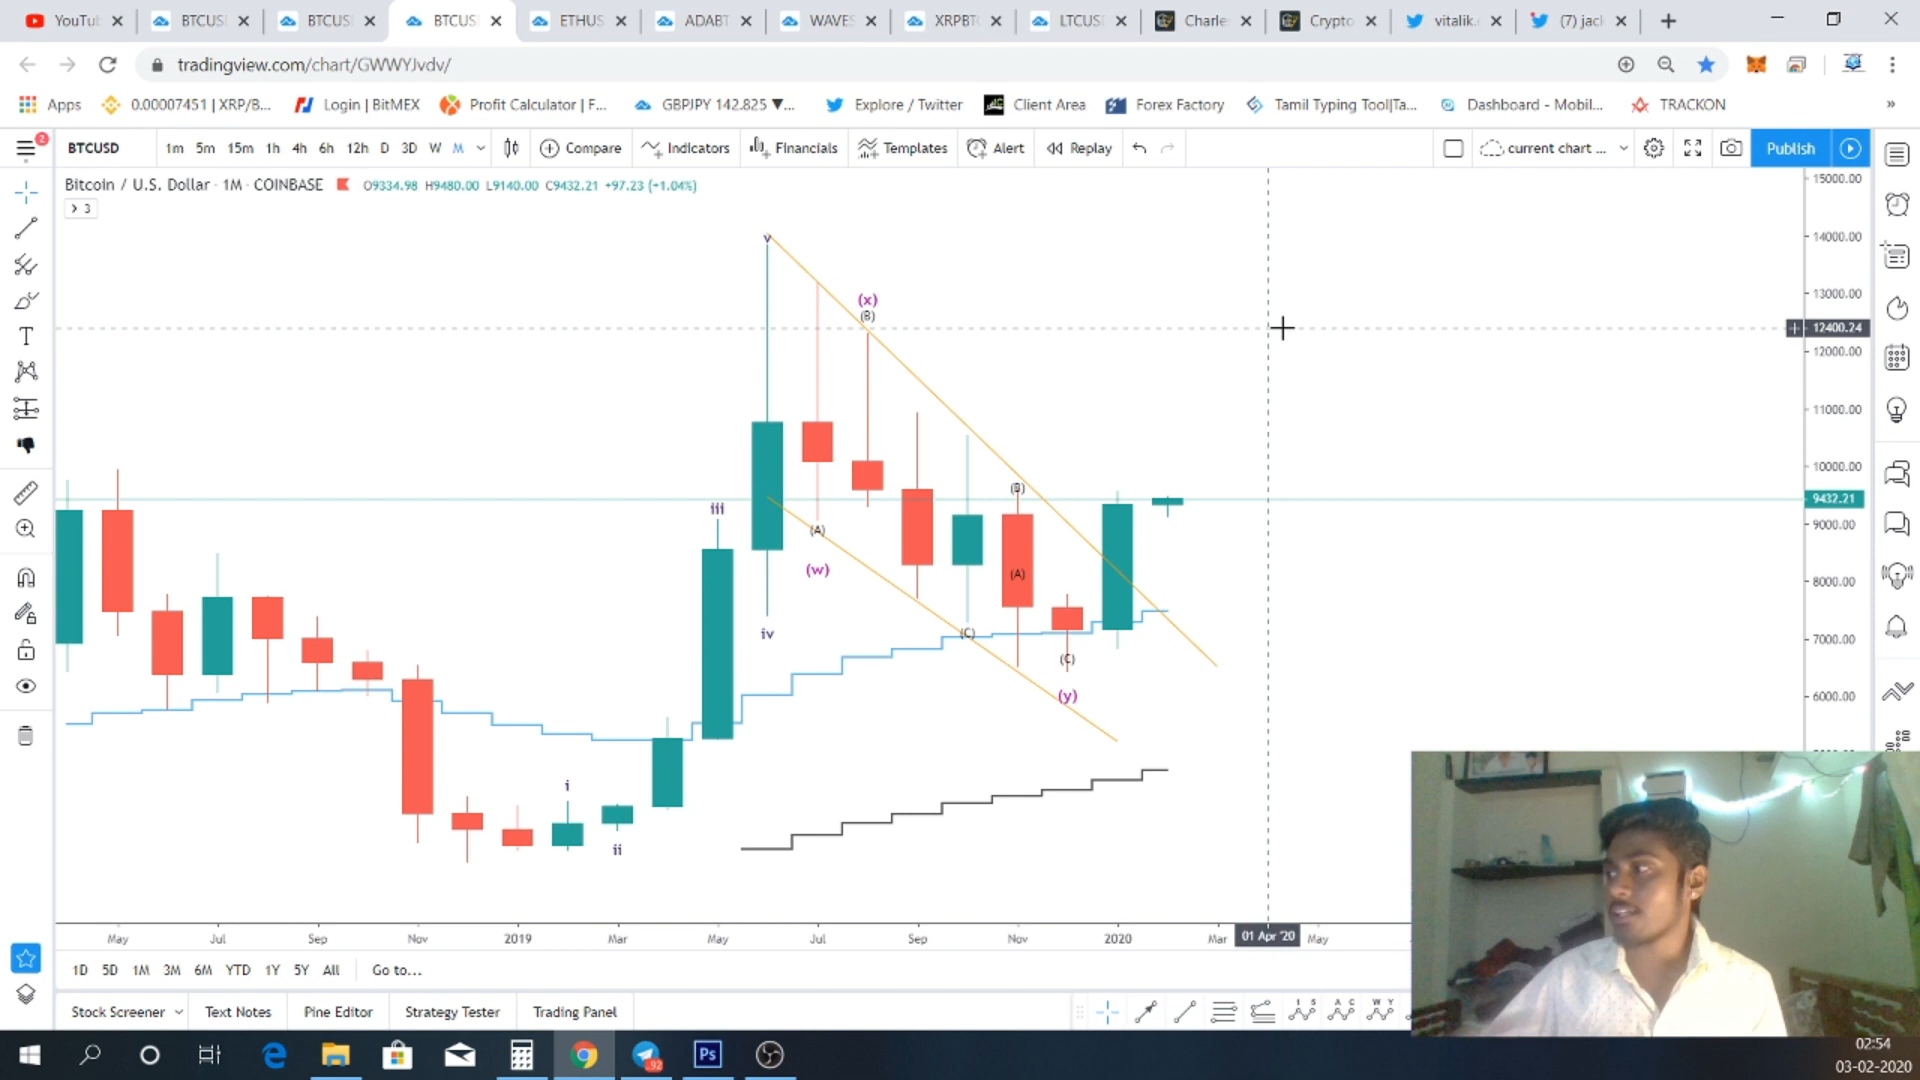 YouTub
BTCUS
BTCUS
BTCUS
ETHUS
ADABT
WAVES
XRPBT
LTCUS
Charle
Crypto
vitalik.
(7) jac
tradingview.com/chart/GWWYJvdv/
Apps
0.00007451 | XRP/B...
Login | BitMEX
Profit Calculator | F...
GBPJPY 142.825 ▼...
Explore / Twitter
Client Area
Forex Factory
Tamil Typing Tool|Ta...
Dashboard - Mobil...
TRACKON
»
2
BTCUSD
1m 5m 15m 1h 4h 6h 12h D 3D W M
Compare
Indicators
Financials
Templates
Alert
Replay
current chart ...
Publish
Bitcoin / U.S. Dollar · 1M · COINBASE
O9334.98 H9480.00 L9140.00 C9432.21 +97.23 (+1.04%)
3
15000.00
14000.00
13000.00
12400.24
12000.00
11000.00
10000.00
9432.21
9000.00
8000.00
7000.00
6000.00
v
(x)
(B)
(B)
iii
(A)
(w)
(A)
iv
(C)
(C)
(y)
i
ii
May Jul Sep Nov 2019 Mar May Jul Sep Nov 2020 Mar 01 Apr '20 May
1D 5D 1M 3M 6M YTD 1Y 5Y All Go to...
Stock Screener
Text Notes
Pine Editor
Strategy Tester
Trading Panel
I S
A C
W Y
T
e
92
Ps
02:54
03-02-2020